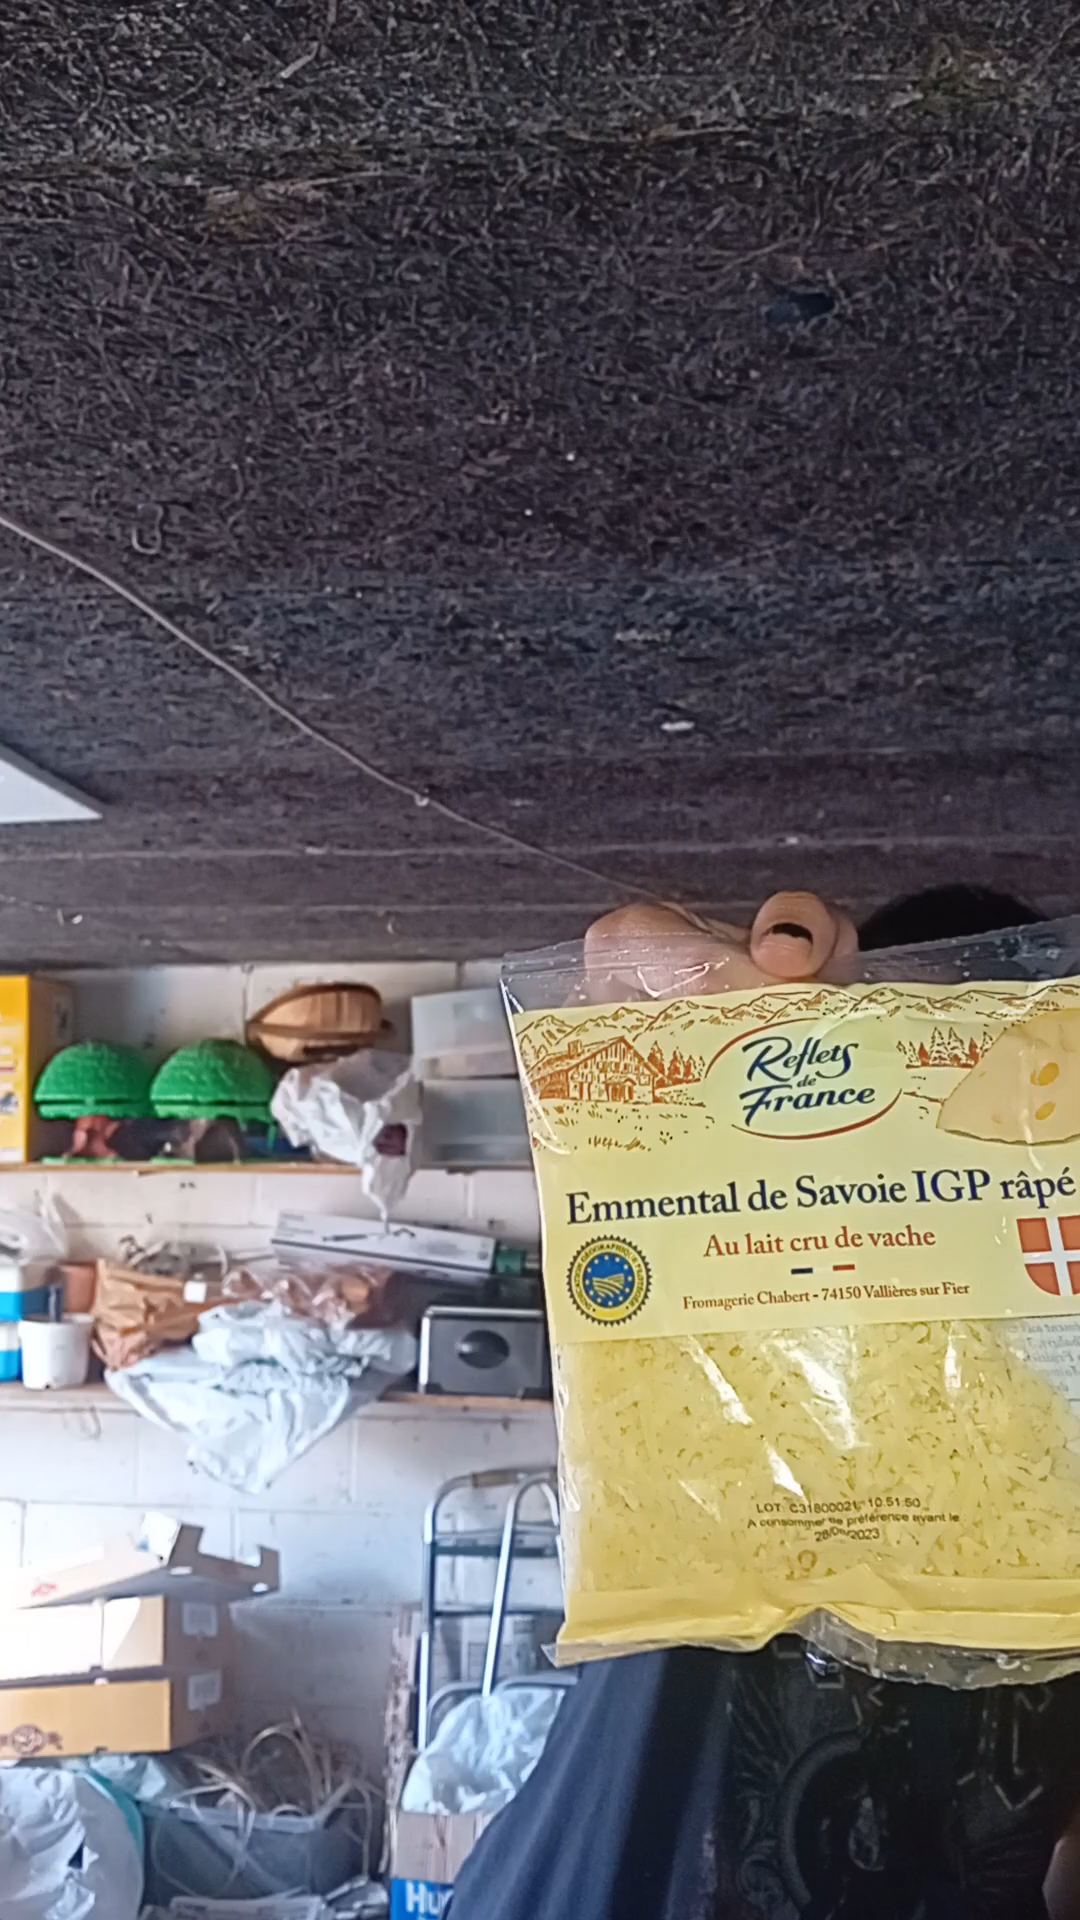 Reflets
de
France
Emmental de Savoie IGP râpé
Au lait cru de vache
Fromagerie Chabert - 74150 Vallières sur Fier
LOT C31800021 10:51:50
A consommer de préférence avant le
Hu